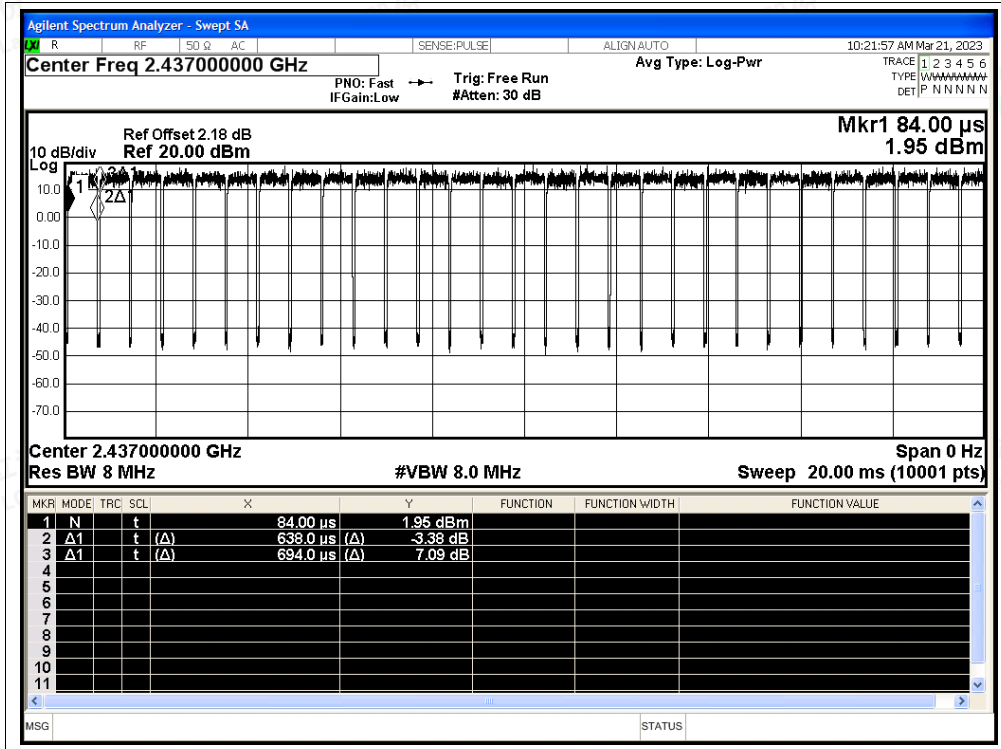 Agilent Spectrum Analyzer - Swept SA
LXI R RF 50 Ω AC SENSE:PULSE ALIGN AUTO 10:21:57 AM Mar 21, 2023
Center Freq 2.437000000 GHz Avg Type: Log-Pwr TRACE 1 2 3 4 5 6
PNO: Fast Trig: Free Run TYPE W
IFGain:Low #Atten: 30 dB DET P N N N N N
Ref Offset 2.18 dB Mkr1 84.00 µs
10 dB/div Ref 20.00 dBm 1.95 dBm
Log
3Δ1
10.0 1
2Δ1
0.00
-10.0
-20.0
-30.0
-40.0
-50.0
-60.0
-70.0
Center 2.437000000 GHz Span 0 Hz
Res BW 8 MHz #VBW 8.0 MHz Sweep 20.00 ms (10001 pts)
MKR MODE TRC SCL X Y FUNCTION FUNCTION WIDTH FUNCTION VALUE
1 N t 84.00 µs 1.95 dBm
2 Δ1 t (Δ) 638.0 µs (Δ) -3.38 dB
3 Δ1 t (Δ) 694.0 µs (Δ) 7.09 dB
4
5
6
7
8
9
10
11
MSG STATUS